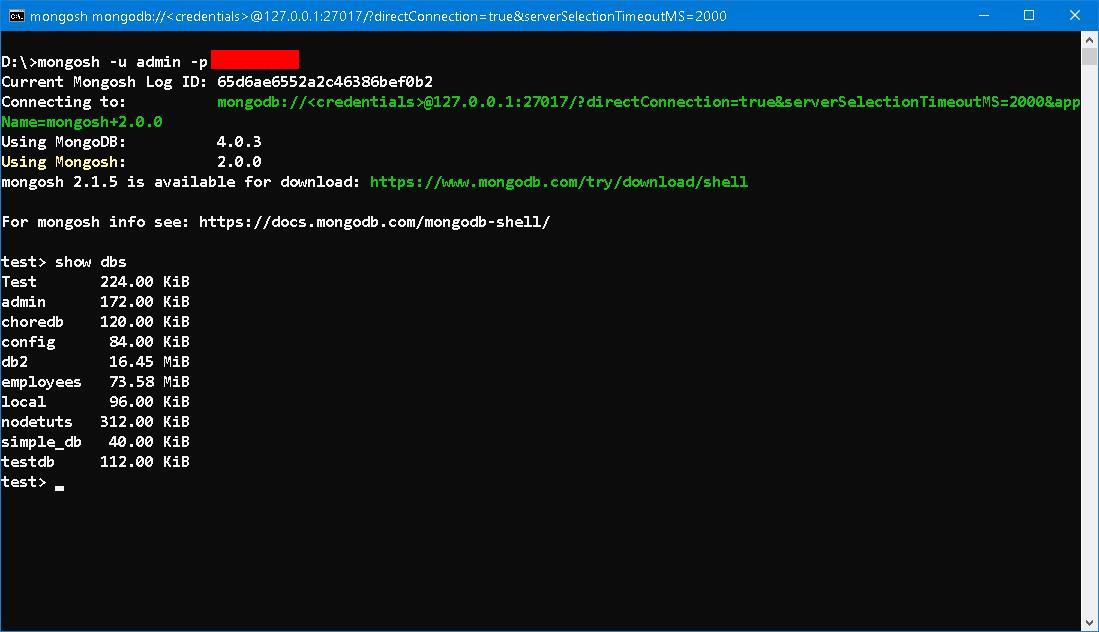 mongosh mongodb://<credentials>@127.0.0.1:27017/?directConnection=true&serverSelectionTimeoutMS=2000
D:\>mongosh -u admin -p
Current Mongosh Log ID: 65d6ae6552a2c46386bef0b2
Connecting to: mongodb://<credentials>@127.0.0.1:27017/?directConnection=true&serverSelectionTimeoutMS=2000&app
Name=mongosh+2.0.0
Using MongoDB: 4.0.3
Using Mongosh: 2.0.0
mongosh 2.1.5 is available for download: https://www.mongodb.com/try/download/shell
For mongosh info see: https://docs.mongodb.com/mongodb-shell/
test> show dbs
Test 224.00 KiB
admin 172.00 KiB
choredb 120.00 KiB
config 84.00 KiB
db2 16.45 MiB
employees 73.58 MiB
local 96.00 KiB
nodetuts 312.00 KiB
simple_db 40.00 KiB
testdb 112.00 KiB
test>